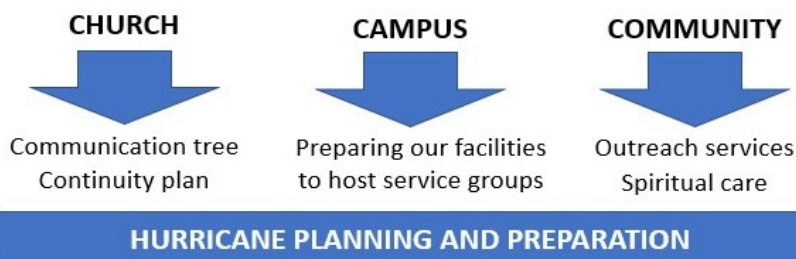 CHURCH
Communication tree
Continuity plan
CAMPUS
Preparing our facilities
to host service groups
COMMUNITY
Outreach services
Spiritual care
HURRICANE PLANNING AND PREPARATION